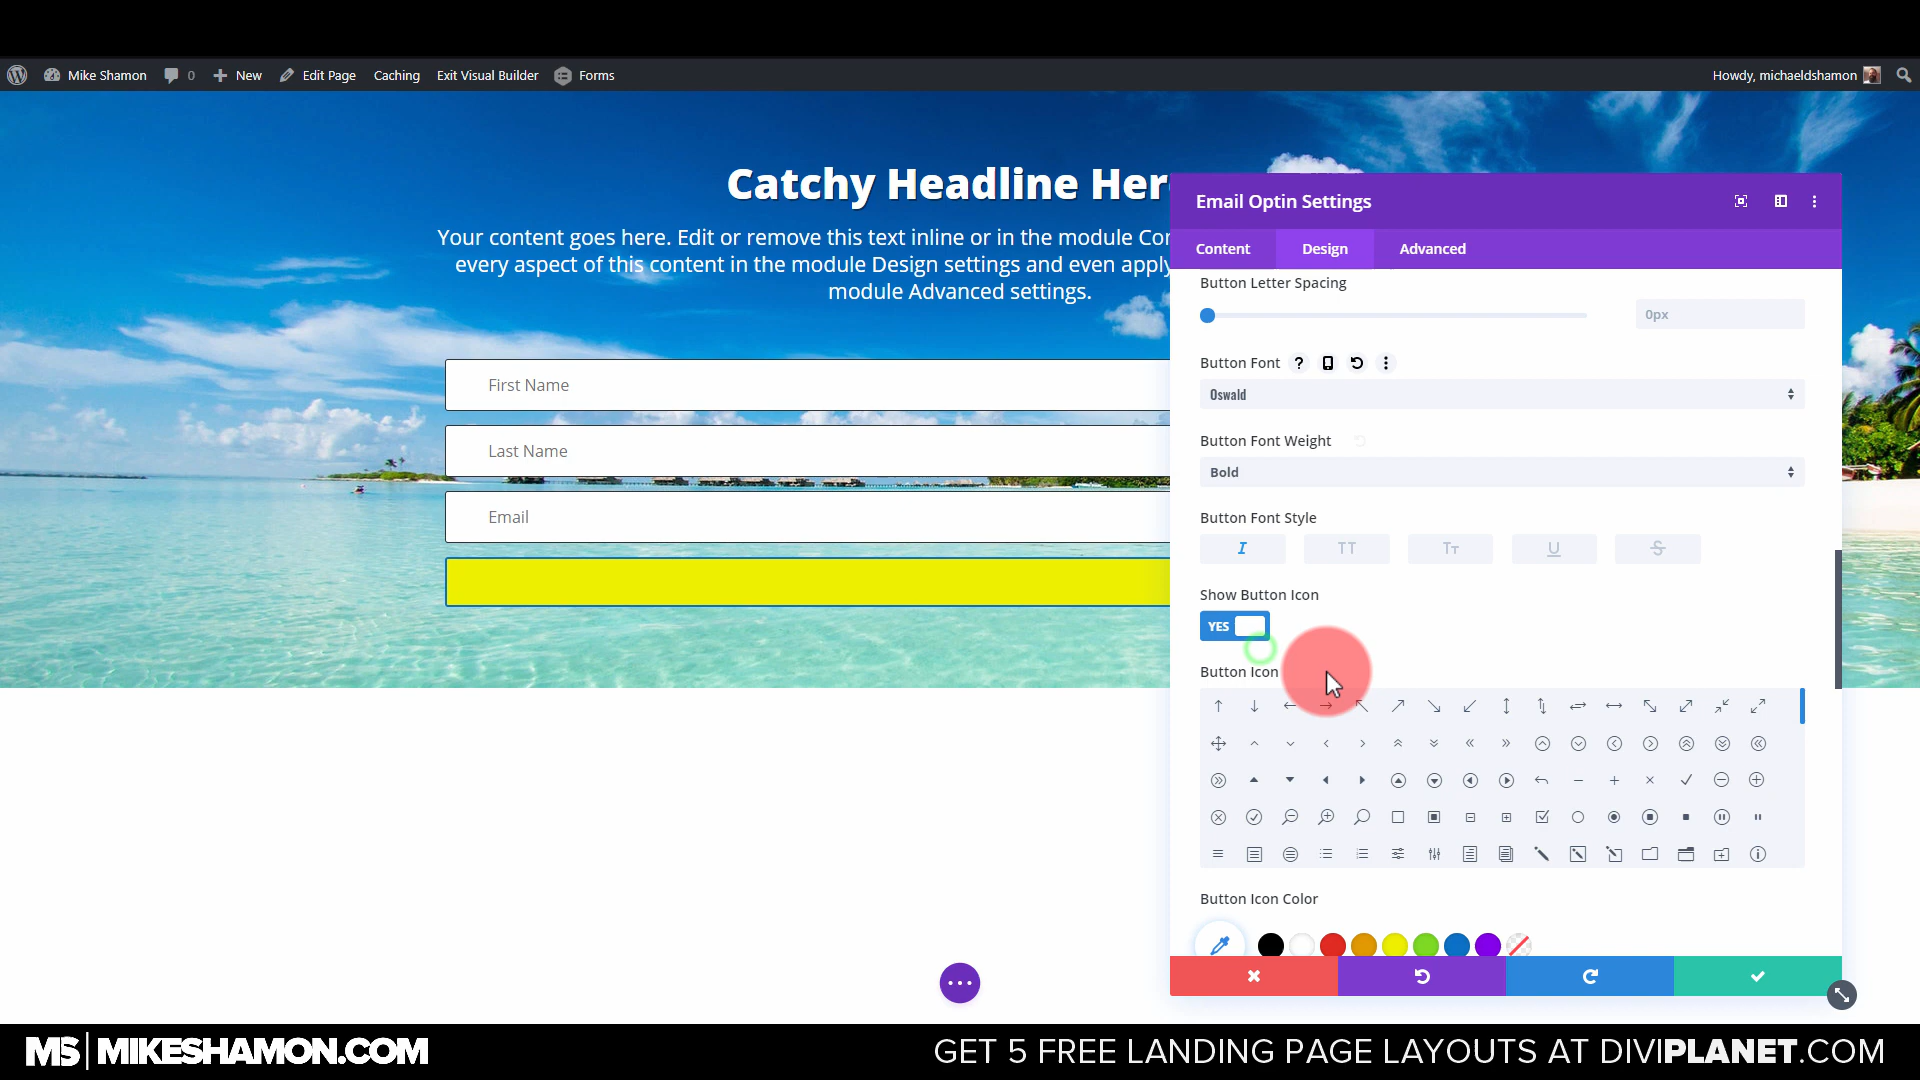 Mike Shamon
0
New
Edit Page
Caching
Exit Visual Builder
Forms
Howdy, michaeldshamon
Catchy Headline Her
Your content goes here. Edit or remove this text inline or in the module Con
every aspect of this content in the module Design settings and even apply
module Advanced settings.
First Name
Last Name
Email
Email Optin Settings
Content
Design
Advanced
Button Letter Spacing
0px
Button Font
?
Oswald
Button Font Weight
Bold
Button Font Style
I
TT
Tт
U
S
Show Button Icon
YES
Button Icon
Button Icon Color
MS | MIKESHAMON.COM
GET 5 FREE LANDING PAGE LAYOUTS AT DIVIPLANET.COM